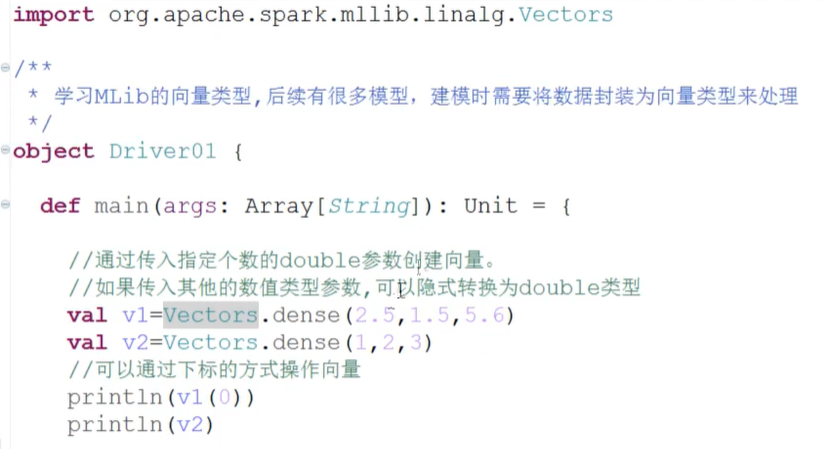 import org.apache.spark.mllib.linalg.Vectors
/**
* 学习MLib的向量类型,后续有很多模型，建模时需要将数据封装为向量类型来处理
*/
object Driver01 {
def main(args: Array[String]): Unit = {
//通过传入指定个数的double参数创建向量。
//如果传入其他的数值类型参数,可以隐式转换为double类型
val v1=Vectors.dense(2.5,1.5,5.6)
val v2=Vectors.dense(1,2,3)
//可以通过下标的方式操作向量
println(v1(0))
println(v2)